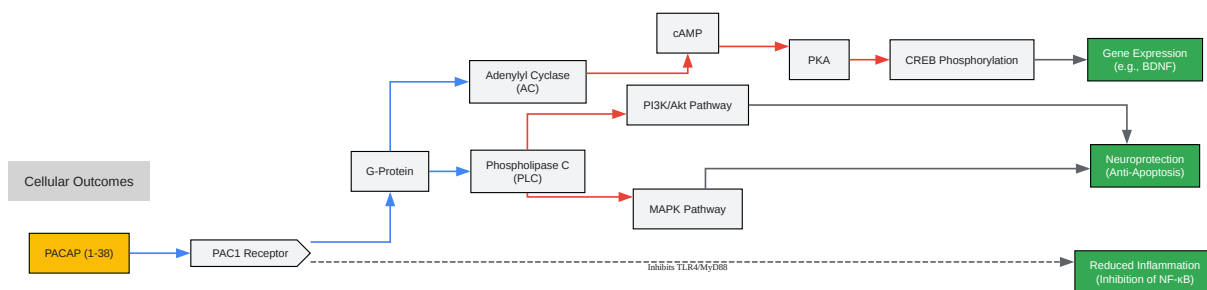 cAMP
PKA
CREB Phosphorylation
Gene Expression
(e.g., BDNF)
Adenylyl Cyclase
(AC)
PI3K/Akt Pathway
Cellular Outcomes
G-Protein
Phospholipase C
(PLC)
Neuroprotection
(Anti-Apoptosis)
MAPK Pathway
PACAP (1-38)
PAC1 Receptor
Inhibits TLR4/MyD88
Reduced Inflammation
(Inhibition of NF-κB)